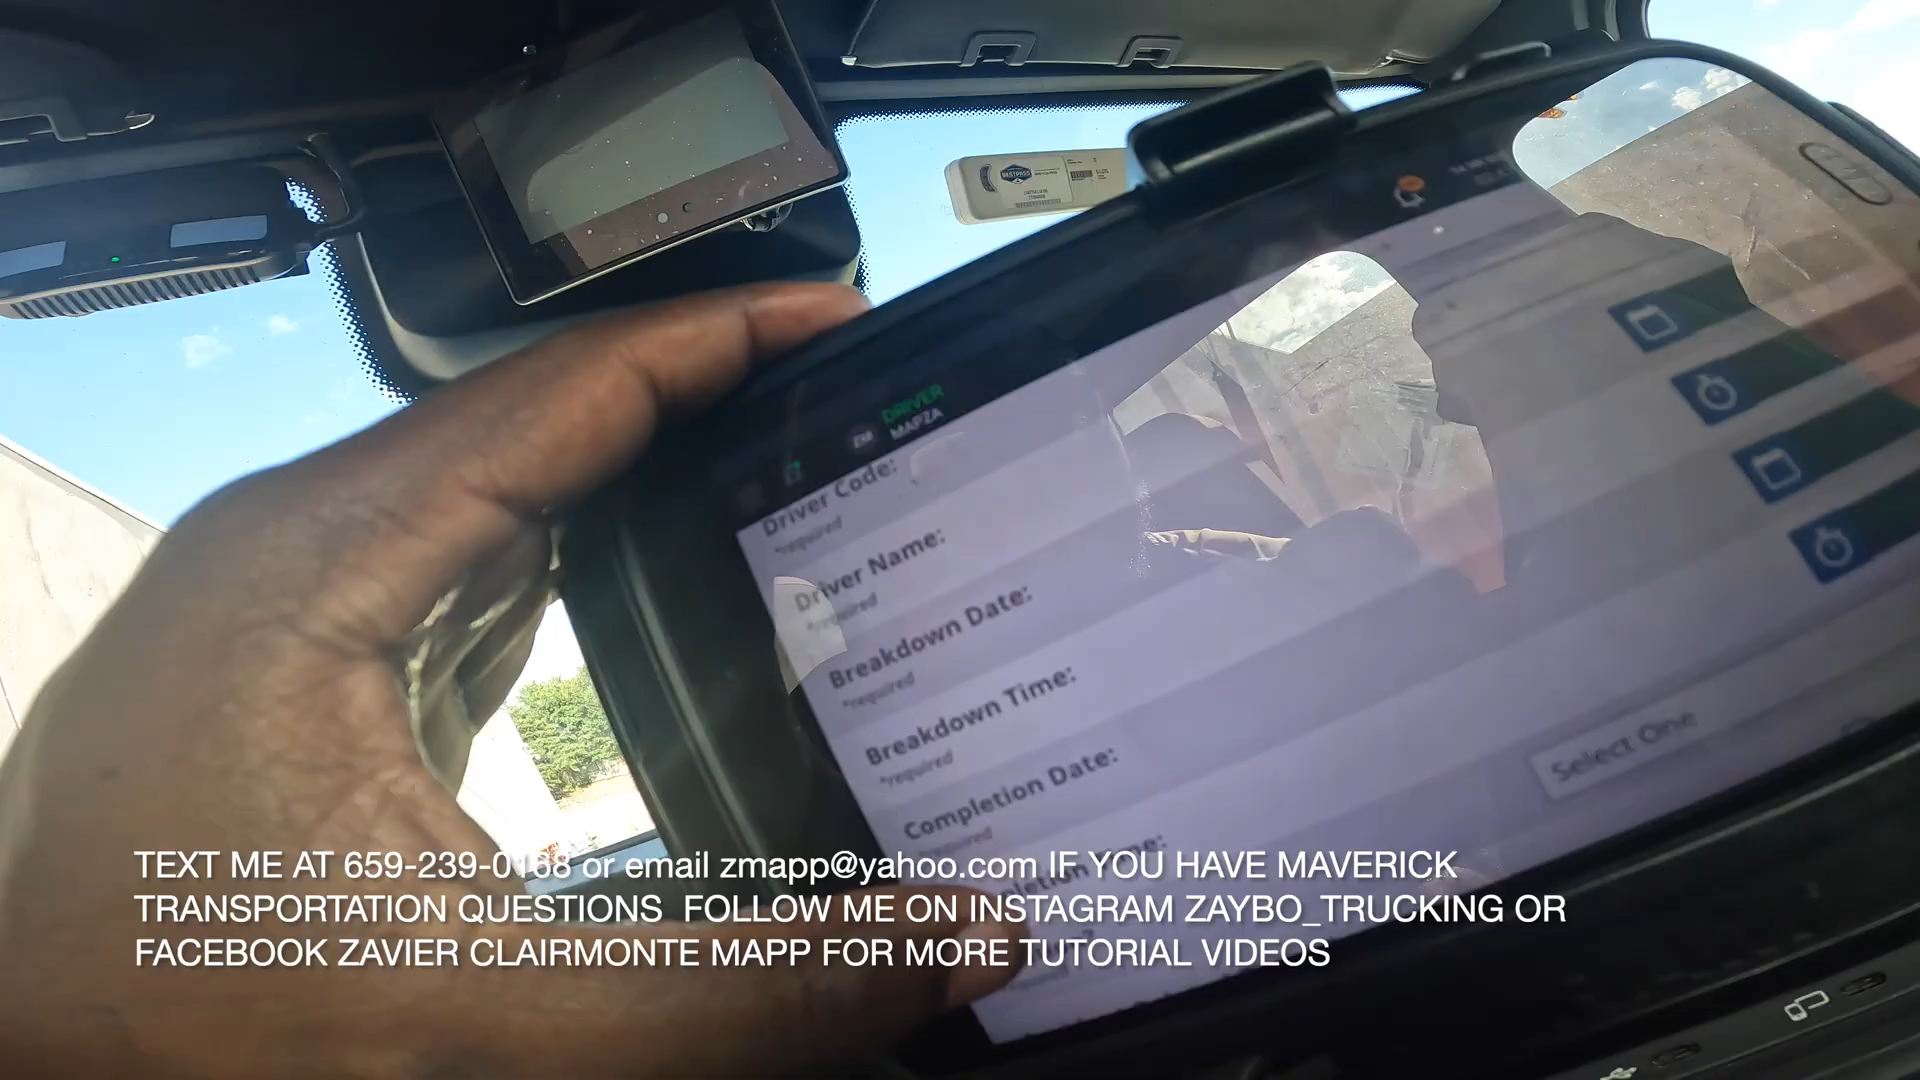 BESTPASS
DRIVER
ZM MAPZA
Driver Code:
*required
Driver Name:
*required
Breakdown Date:
*required
Breakdown Time:
*required
Completion Date:
*required
Select One
TEXT ME AT 659-239-0168 or email zmapp@yahoo.com IF YOU HAVE MAVERICK
TRANSPORTATION QUESTIONS FOLLOW ME ON INSTAGRAM ZAYBO_TRUCKING OR
FACEBOOK ZAVIER CLAIRMONTE MAPP FOR MORE TUTORIAL VIDEOS